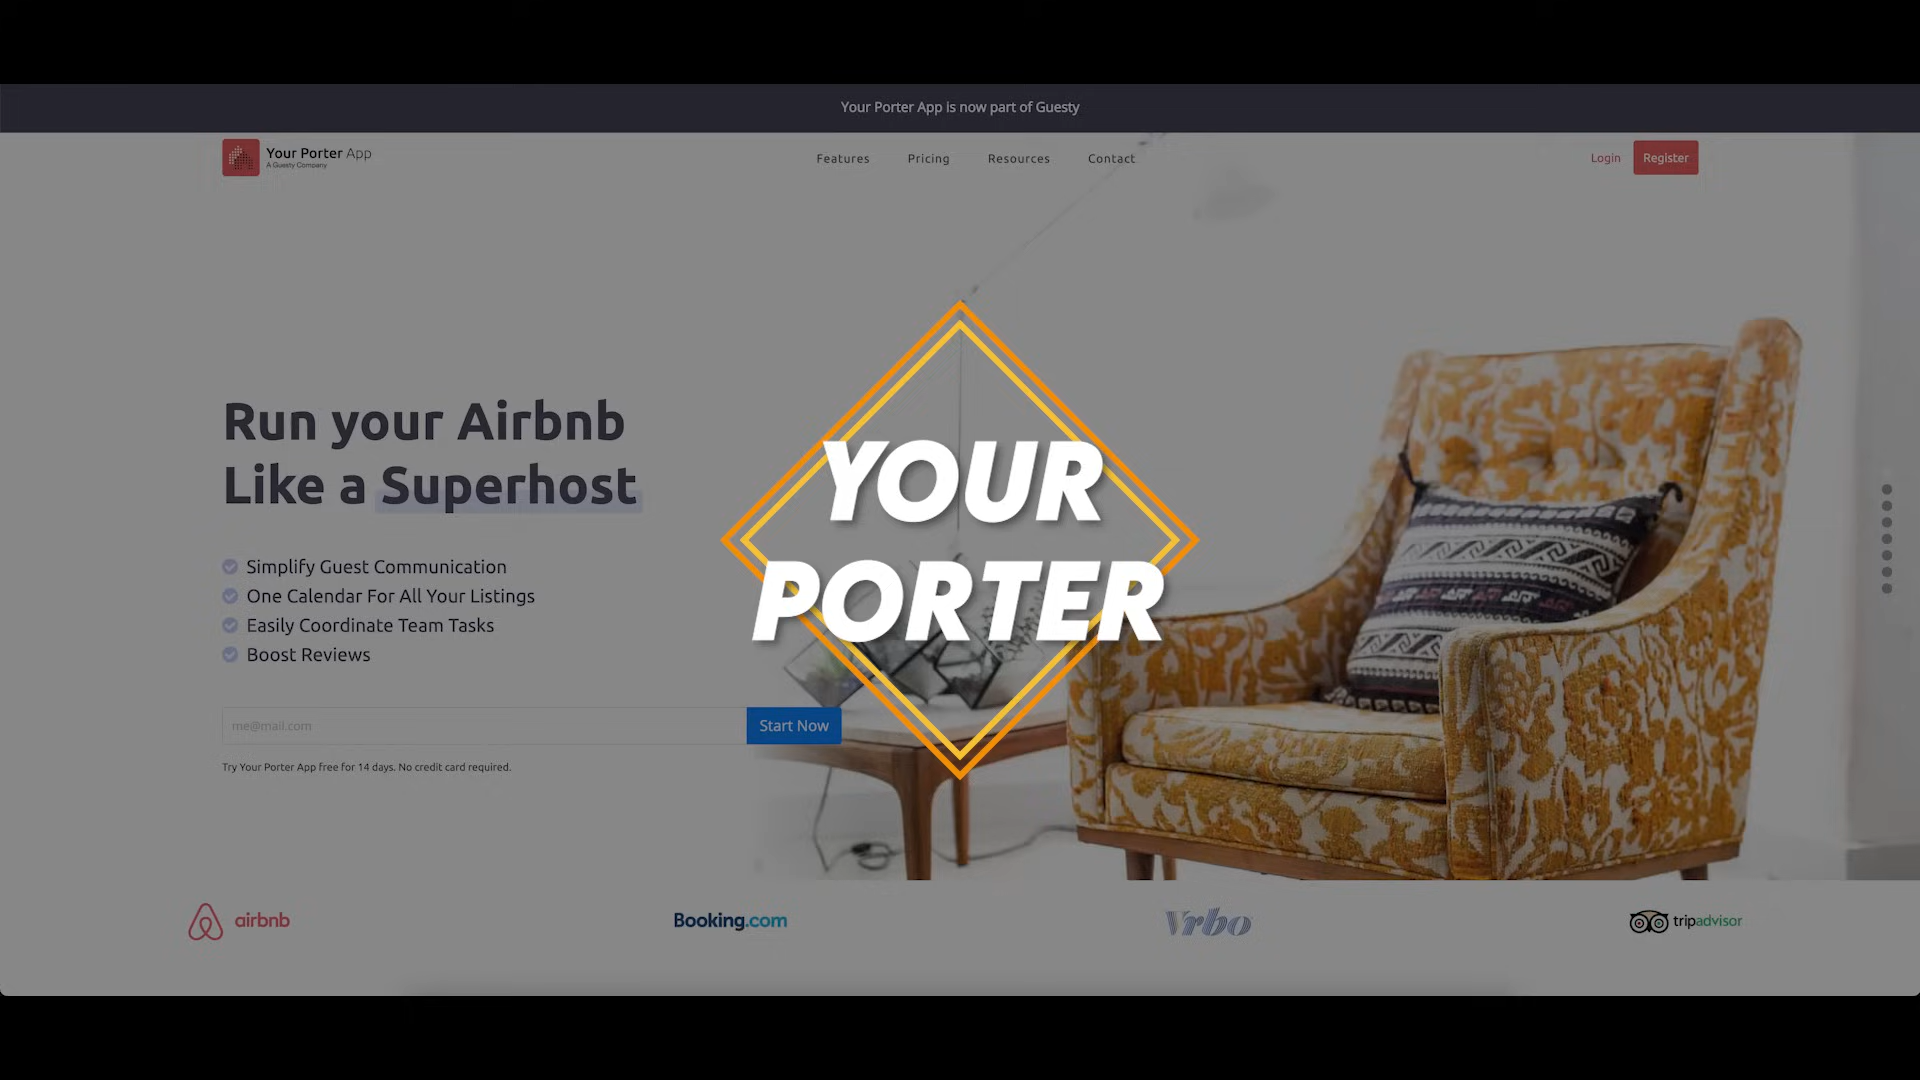 Your Porter App is now part of Guesty
Your Porter App
A Guesty Company
Features Pricing Resources Contact
Login Register
Run your Airbnb
Like a Superhost
YOUR
PORTER
Simplify Guest Communication
One Calendar For All Your Listings
Easily Coordinate Team Tasks
Boost Reviews
me@mail.com Start Now
Try Your Porter App free for 14 days. No credit card required.
airbnb Booking.com Vrbo tripadvisor